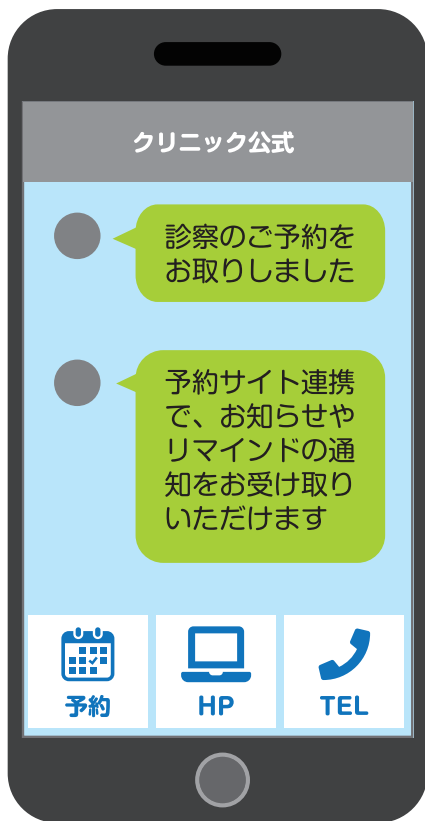 クリニック公式
診察のご予約を
お取りしました
予約サイト連携
で、お知らせや
リマインドの通
知をお受け取り
いただけます
予約
HP
TEL